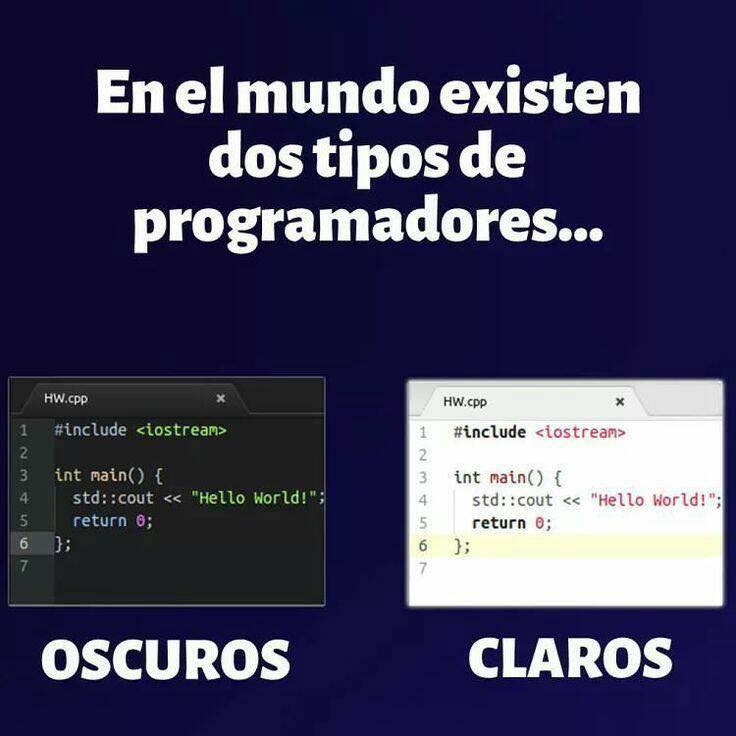 En el mundo existen
dos tipos de
programadores...
HW.cpp ×
1 #include <iostream>
2
3 int main() {
4 std::cout << "Hello World!";
5 return 0;
6 };
7
OSCUROS
HW.cpp ×
1 #include <iostream>
2
3 int main() {
4 std::cout << "Hello World!";
5 return 0;
6 };
7
CLAROS